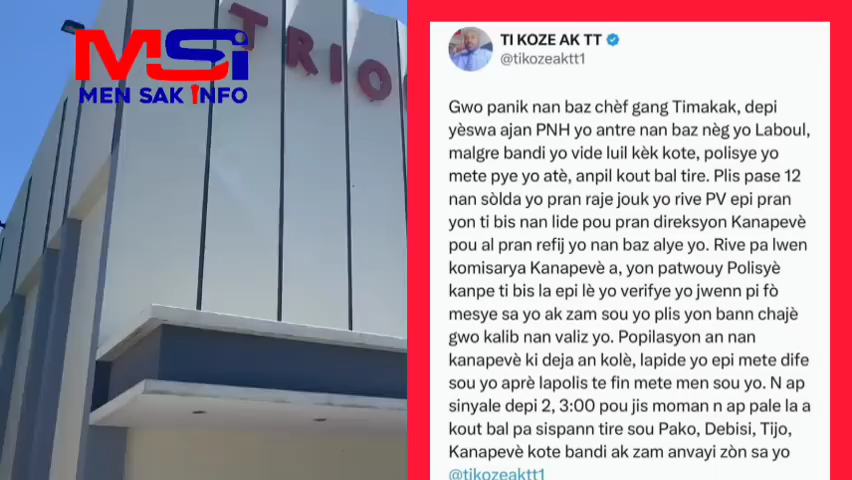 MSi
MEN SAK INFO
TRIO
TI KOZE AK TT
@tikozeaktt1
Gwo panik nan baz chèf gang Timakak, depi
yèswa ajan PNH yo antre nan baz nèg yo Laboul,
malgre bandi yo vide luil kèk kote, polisye yo
mete pye yo atè, anpil kout bal tire. Plis pase 12
nan sòlda yo pran raje jouk yo rive PV epi pran
yon ti bis nan lide pou pran direksyon Kanapevè
pou al pran refij yo nan baz alye yo. Rive pa lwen
komisarya Kanapevè a, yon patwouy Polisyè
kanpe ti bis la epi lè yo verifye yo jwenn pi fò
mesye sa yo ak zam sou yo plis yon bann chajè
gwo kalib nan valiz yo. Popilasyon an nan
kanapevè ki deja an kolè, lapide yo epi mete dife
sou yo aprè lapolis te fin mete men sou yo. N ap
sinyale depi 2, 3:00 pou jis moman n ap pale la a
kout bal pa sispann tire sou Pako, Debisi, Tijo,
Kanapevè kote bandi ak zam anvayi zòn sa yo
@tikozeaktt1